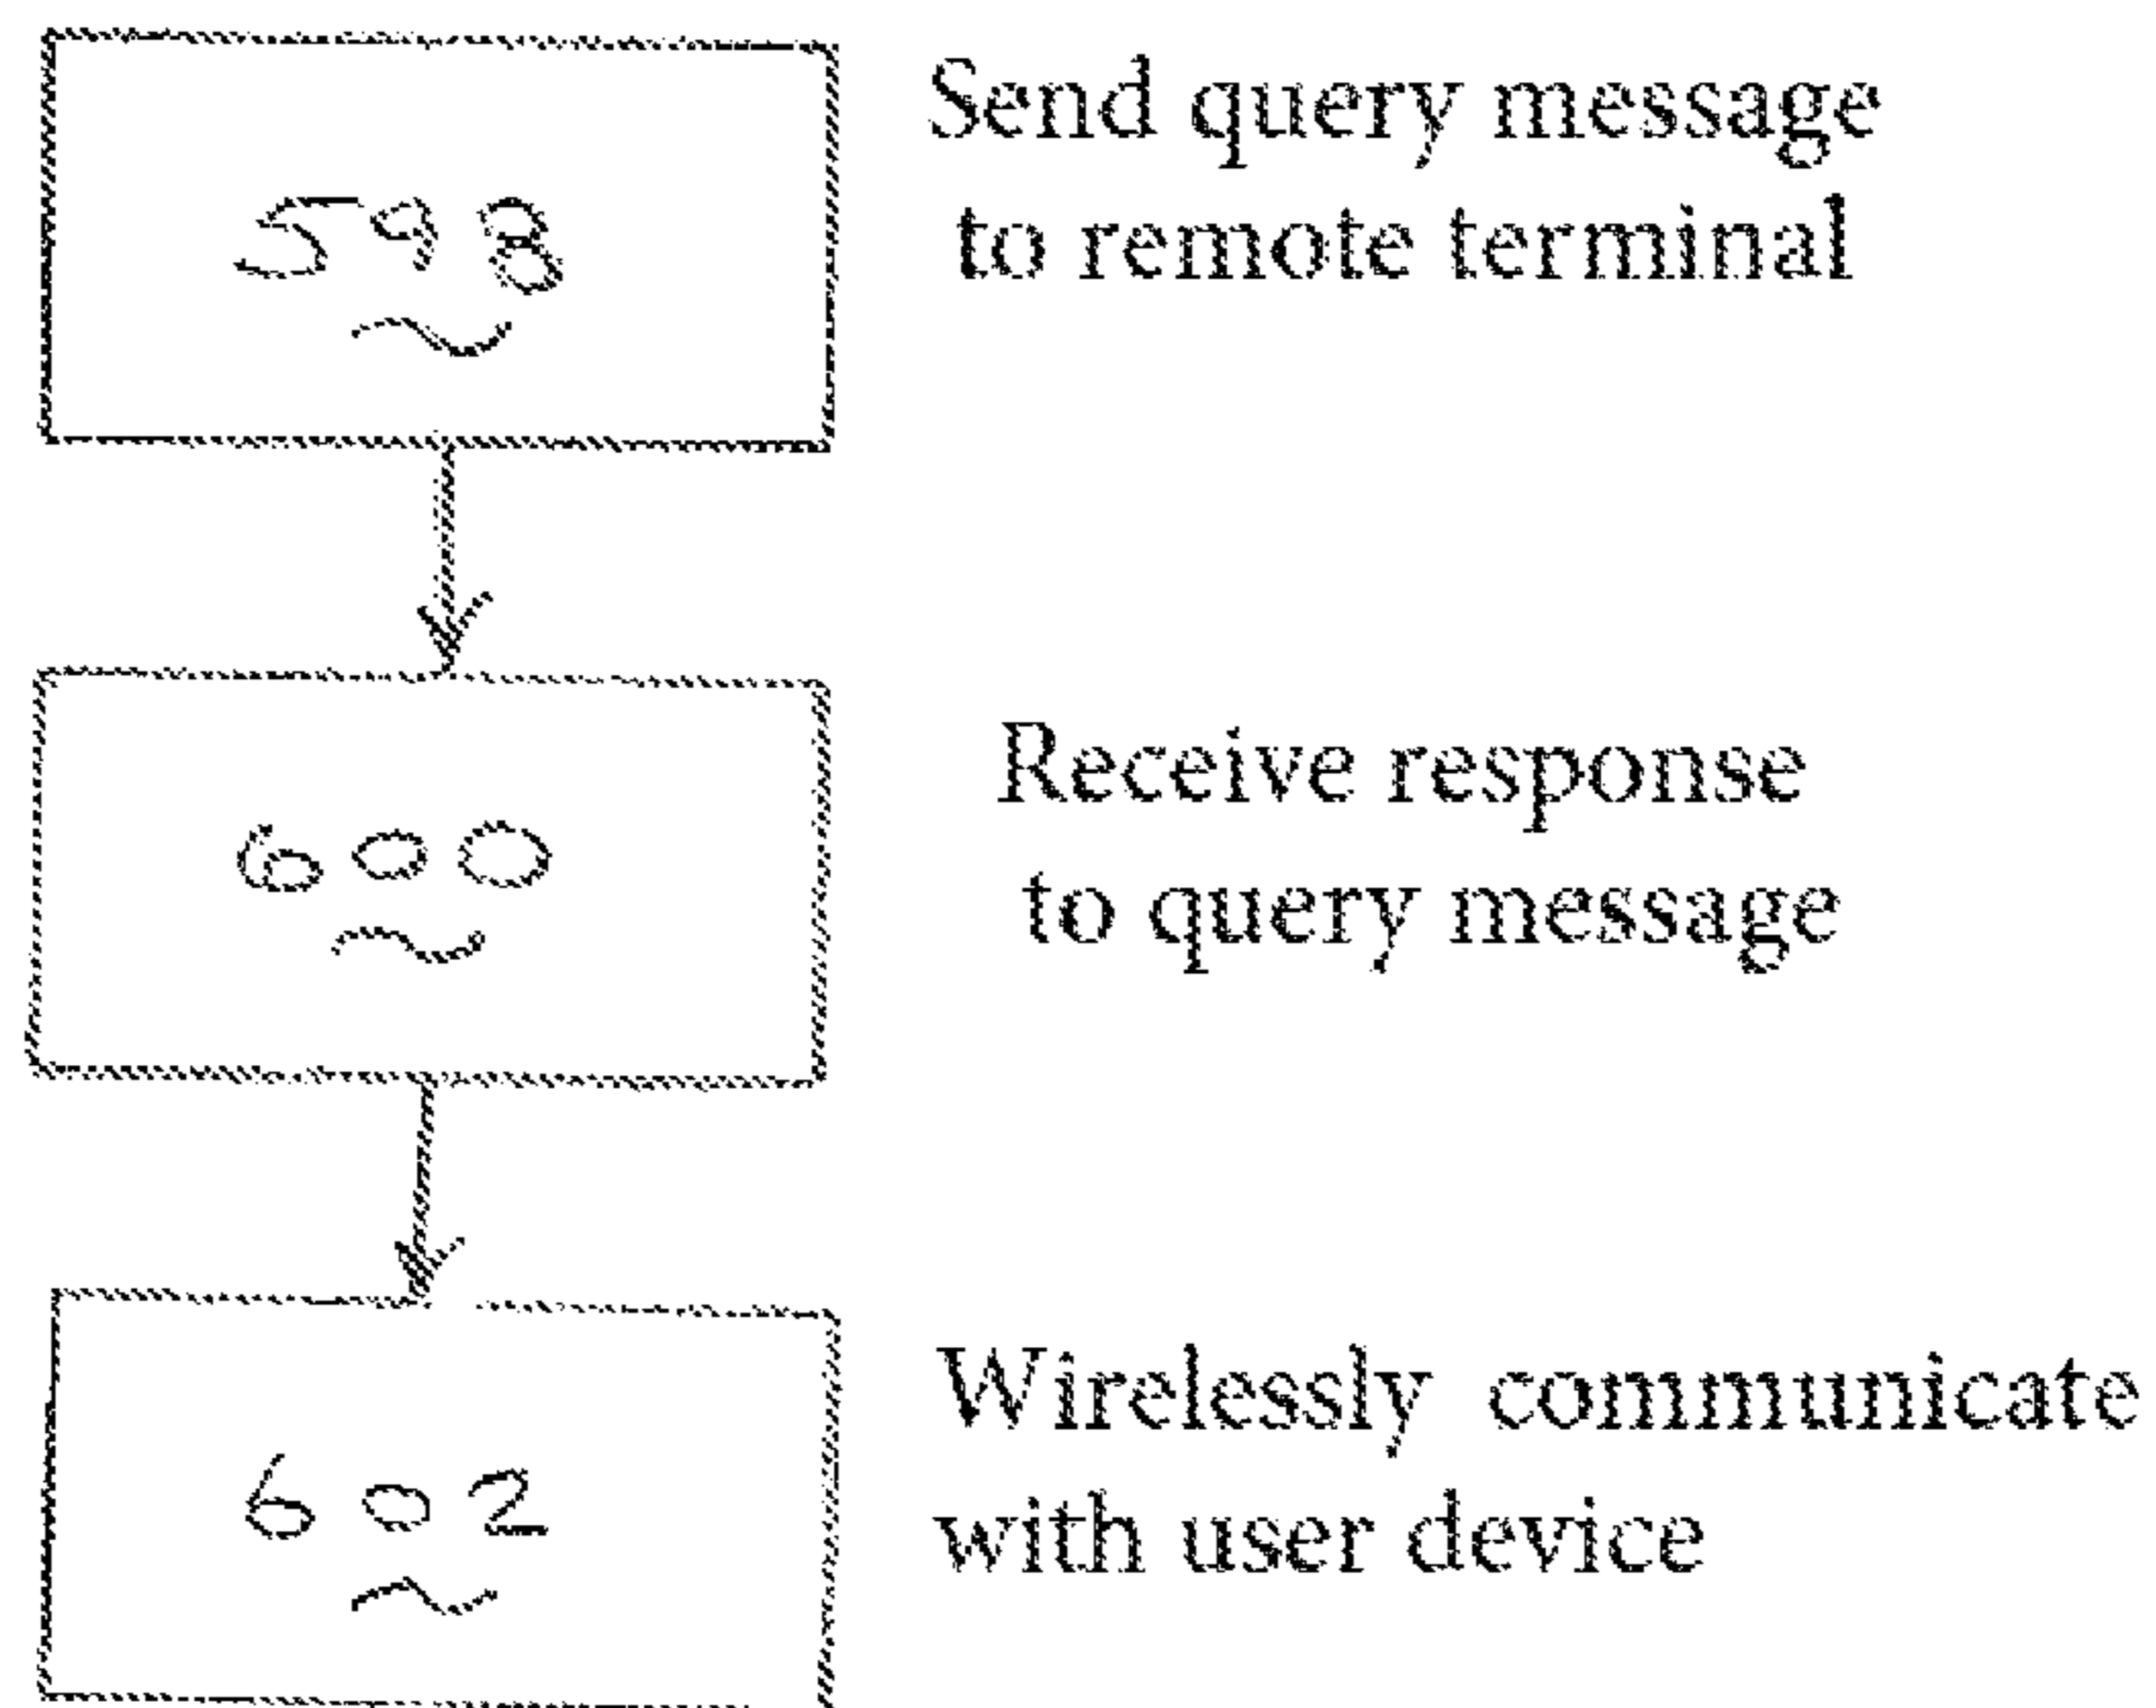 598
Send query message
to remote terminal
600
Receive response
to query message
602
Wirelessly communicate
with user device